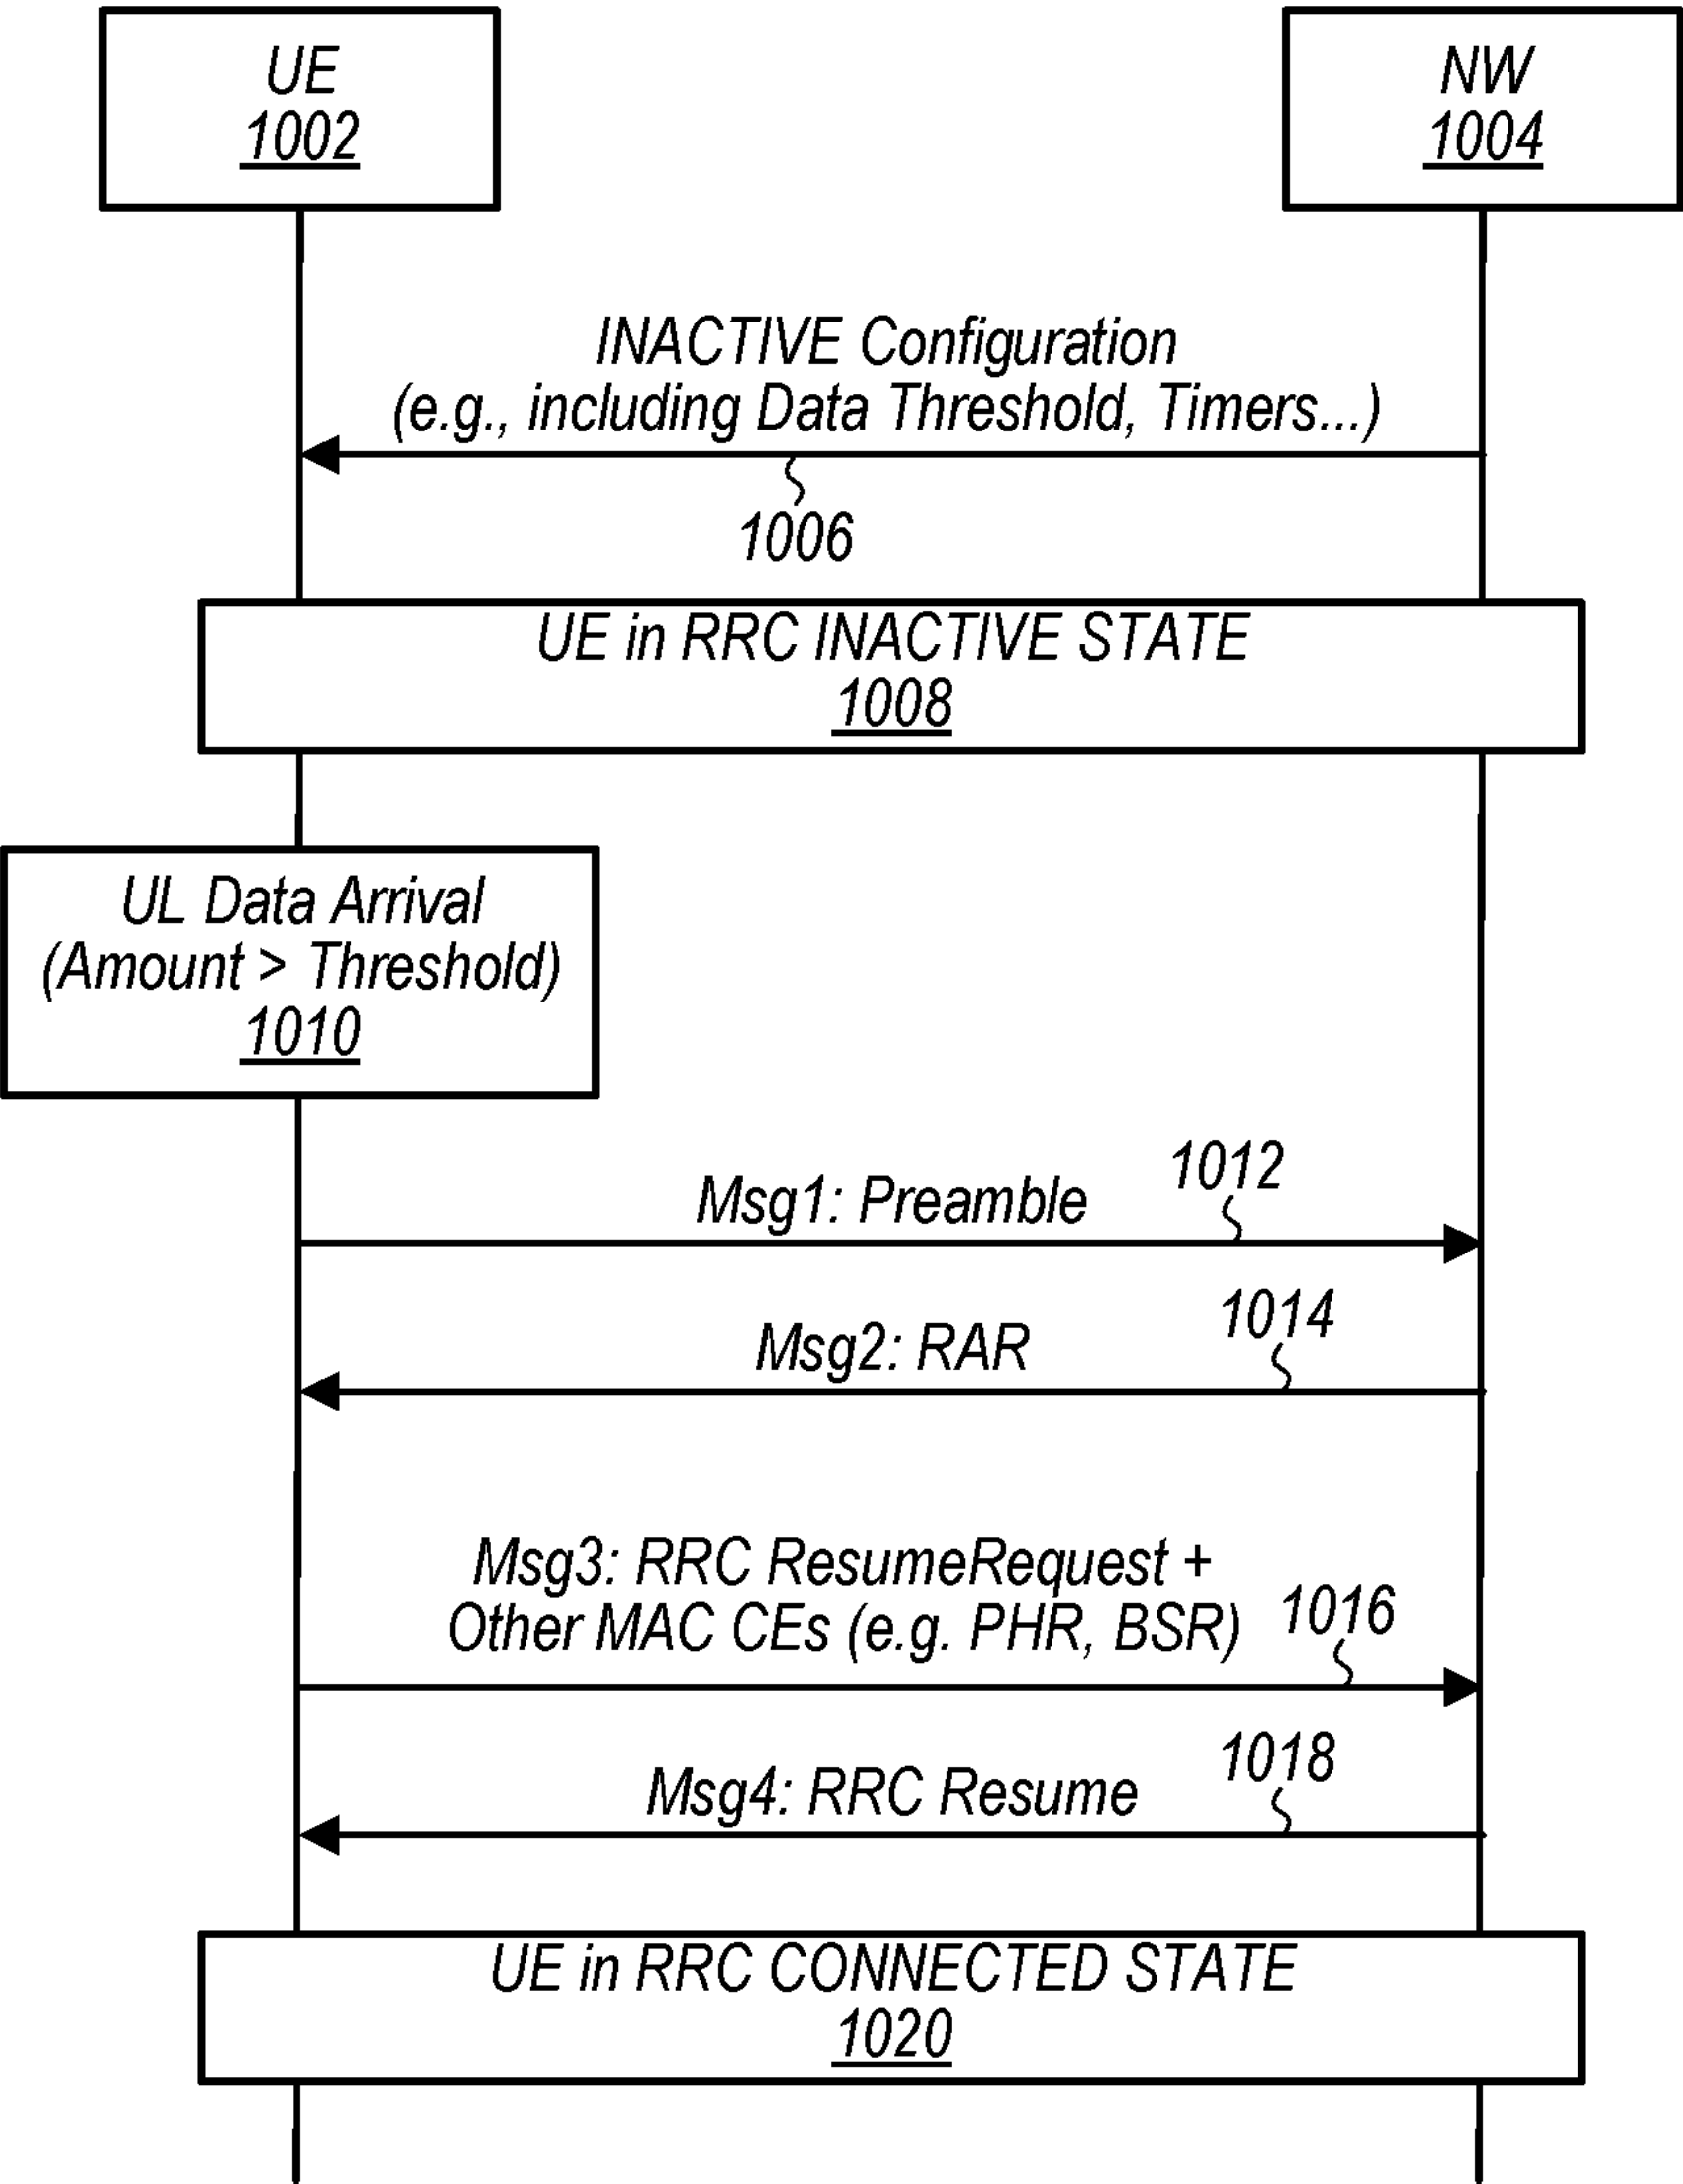 UE
1002
NW
1004
INACTIVE Configuration
(e.g., including Data Threshold, Timers...)
1006
UE in RRC INACTIVE STATE
1008
UL Data Arrival
(Amount > Threshold)
1010
1012
Msg1: Preamble
1014
Msg2: RAR
Msg3: RRC ResumeRequest +
Other MAC CEs (e.g. PHR, BSR)
1016
1018
Msg4: RRC Resume
UE in RRC CONNECTED STATE
1020